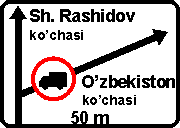 Sh. Rashidov
ko'chasi
O'zbekiston
ko'chasi
50 m